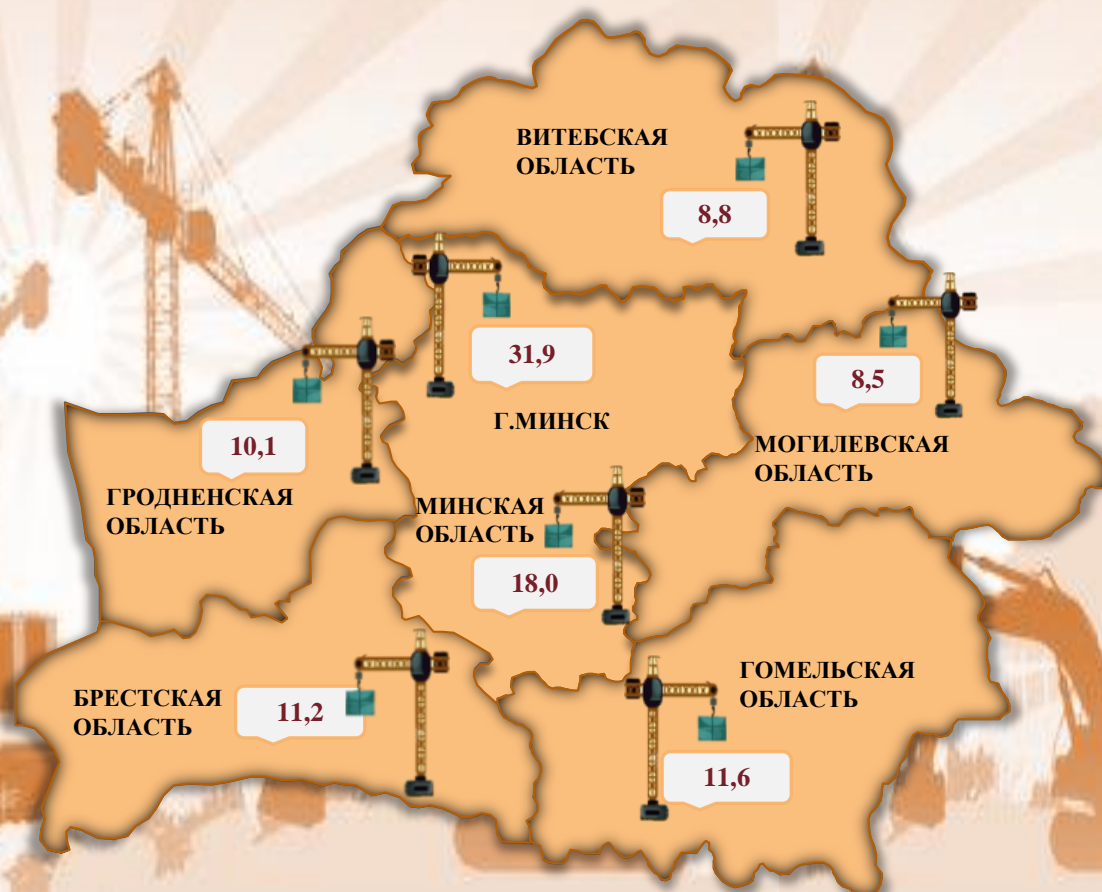 ВИТЕБСКАЯ
ОБЛАСТЬ
8,8
31,9
Г.МИНСК
8,5
МОГИЛЕВСКАЯ
ОБЛАСТЬ
10,1
ГРОДНЕНСКАЯ
ОБЛАСТЬ
МИНСКАЯ
ОБЛАСТЬ
18,0
БРЕСТСКАЯ
ОБЛАСТЬ
11,2
ГОМЕЛЬСКАЯ
ОБЛАСТЬ
11,6